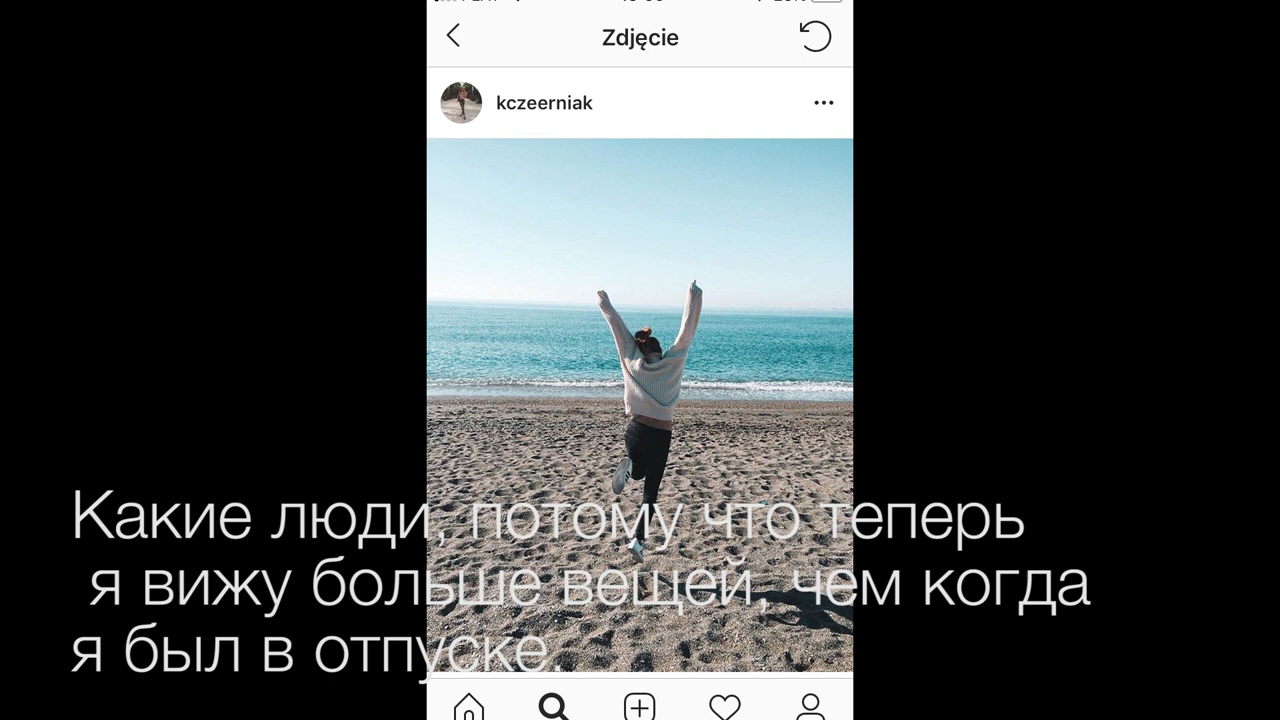 Zdjęcie
kczeerniak
Какие люди, потому что теперь
я вижу больше вещей, чем когда
я был в отпуске.